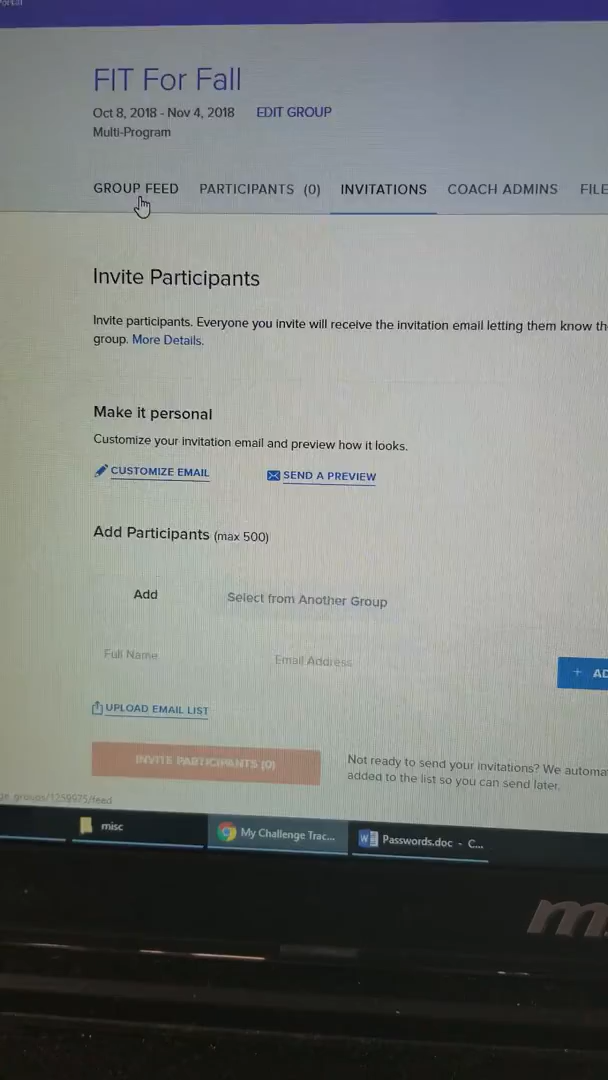 FIT For Fall
Oct 8, 2018 - Nov 4, 2018 EDIT GROUP
Multi-Program
GROUP FEED PARTICIPANTS (0) INVITATIONS COACH ADMINS FILE
Invite Participants
Invite participants. Everyone you invite will receive the invitation email letting them know th
group. More Details.
Make it personal
Customize your invitation email and preview how it looks.
CUSTOMIZE EMAIL SEND A PREVIEW
Add Participants (max 500)
Add Select from Another Group
Full Name Email Address
+ AD
UPLOAD EMAIL LIST
INVITE PARTICIPANTS (0)
Not ready to send your invitations? We automa
added to the list so you can send later.
groups/1259975/feed
misc My Challenge Trac... Passwords.doc - C...